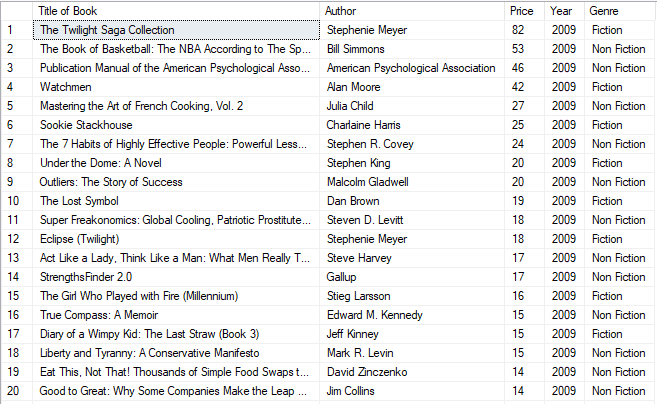 Title of Book Author Price Year Genre
1 The Twilight Saga Collection Stephenie Meyer 82 2009 Fiction
2 The Book of Basketball: The NBA According to The Sp... Bill Simmons 53 2009 Non Fiction
3 Publication Manual of the American Psychological Asso... American Psychological Association 46 2009 Non Fiction
4 Watchmen Alan Moore 42 2009 Fiction
5 Mastering the Art of French Cooking, Vol. 2 Julia Child 27 2009 Non Fiction
6 Sookie Stackhouse Charlaine Harris 25 2009 Fiction
7 The 7 Habits of Highly Effective People: Powerful Less... Stephen R. Covey 24 2009 Non Fiction
8 Under the Dome: A Novel Stephen King 20 2009 Fiction
9 Outliers: The Story of Success Malcolm Gladwell 20 2009 Non Fiction
10 The Lost Symbol Dan Brown 19 2009 Fiction
11 Super Freakonomics: Global Cooling, Patriotic Prostitute... Steven D. Levitt 18 2009 Non Fiction
12 Eclipse (Twilight) Stephenie Meyer 18 2009 Fiction
13 Act Like a Lady, Think Like a Man: What Men Really T... Steve Harvey 17 2009 Non Fiction
14 StrengthsFinder 2.0 Gallup 17 2009 Non Fiction
15 The Girl Who Played with Fire (Millennium) Stieg Larsson 16 2009 Fiction
16 True Compass: A Memoir Edward M. Kennedy 15 2009 Non Fiction
17 Diary of a Wimpy Kid: The Last Straw (Book 3) Jeff Kinney 15 2009 Fiction
18 Liberty and Tyranny: A Conservative Manifesto Mark R. Levin 15 2009 Non Fiction
19 Eat This, Not That! Thousands of Simple Food Swaps t... David Zinczenko 14 2009 Non Fiction
20 Good to Great: Why Some Companies Make the Leap ... Jim Collins 14 2009 Non Fiction